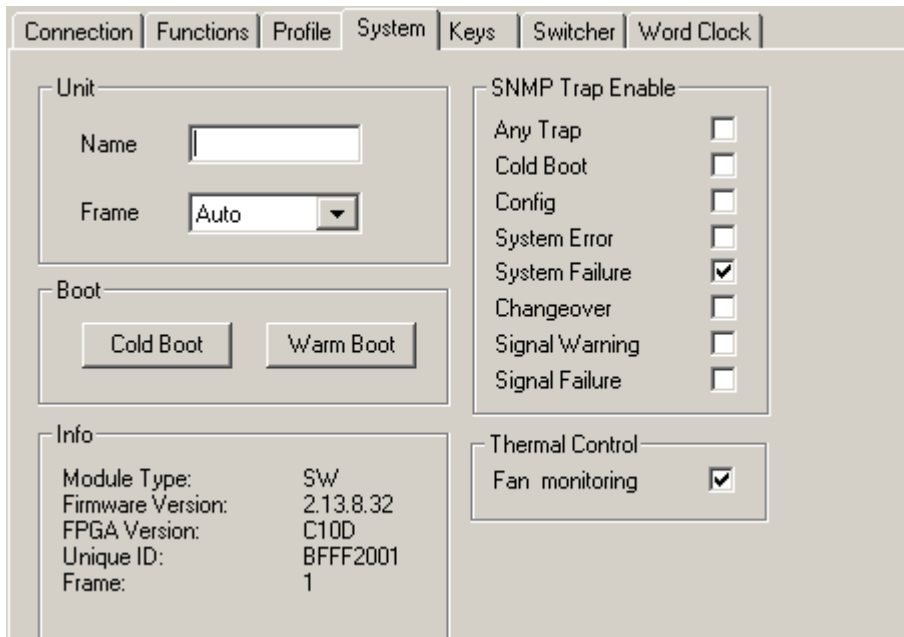 Connection Functions Profile System Keys Switcher Word Clock
Unit
Name
Frame Auto
Boot
Cold Boot Warm Boot
Info
Module Type: SW
Firmware Version: 2.13.8.32
FPGA Version: C10D
Unique ID: BFFF2001
Frame: 1
SNMP Trap Enable
Any Trap
Cold Boot
Config
System Error
System Failure
Changeover
Signal Warning
Signal Failure
Thermal Control
Fan monitoring